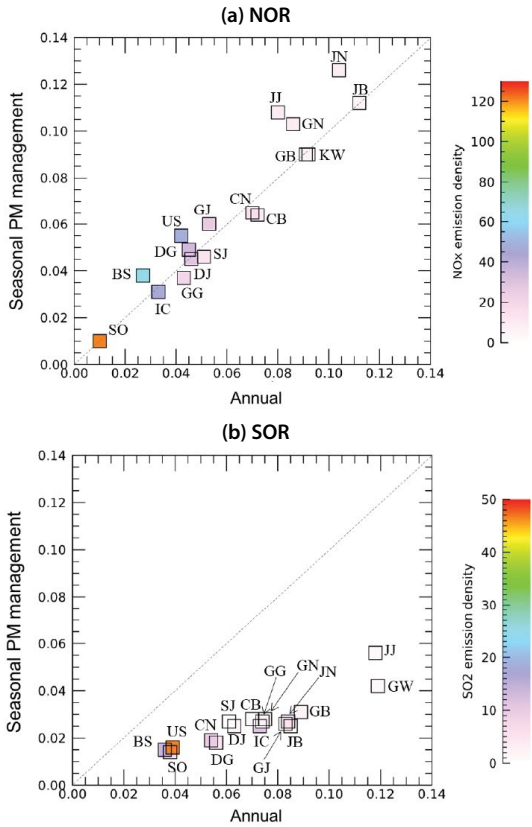 (a) NOR
0.14
0.12
0.10
0.08
0.06
0.04
0.02
0.00
Seasonal PM management
JN
JJ
JB
GN
GB KW
CN
CB
GJ
US
DG
SJ
DJ
BS
GG
IC
SO
0.00 0.02 0.04 0.06 0.08 0.10 0.12 0.14
Annual
120
100
80
60
40
20
0
NOx emission density
(b) SOR
0.14
0.12
0.10
0.08
0.06
0.04
0.02
0.00
Seasonal PM management
JJ
GW
GG
GN
JN
SJ
CB
GB
US
CN
DJ
IC
JB
BS
SO
DG
GJ
0.00 0.02 0.04 0.06 0.08 0.10 0.12 0.14
Annual
50
40
30
20
10
0
SO2 emission density